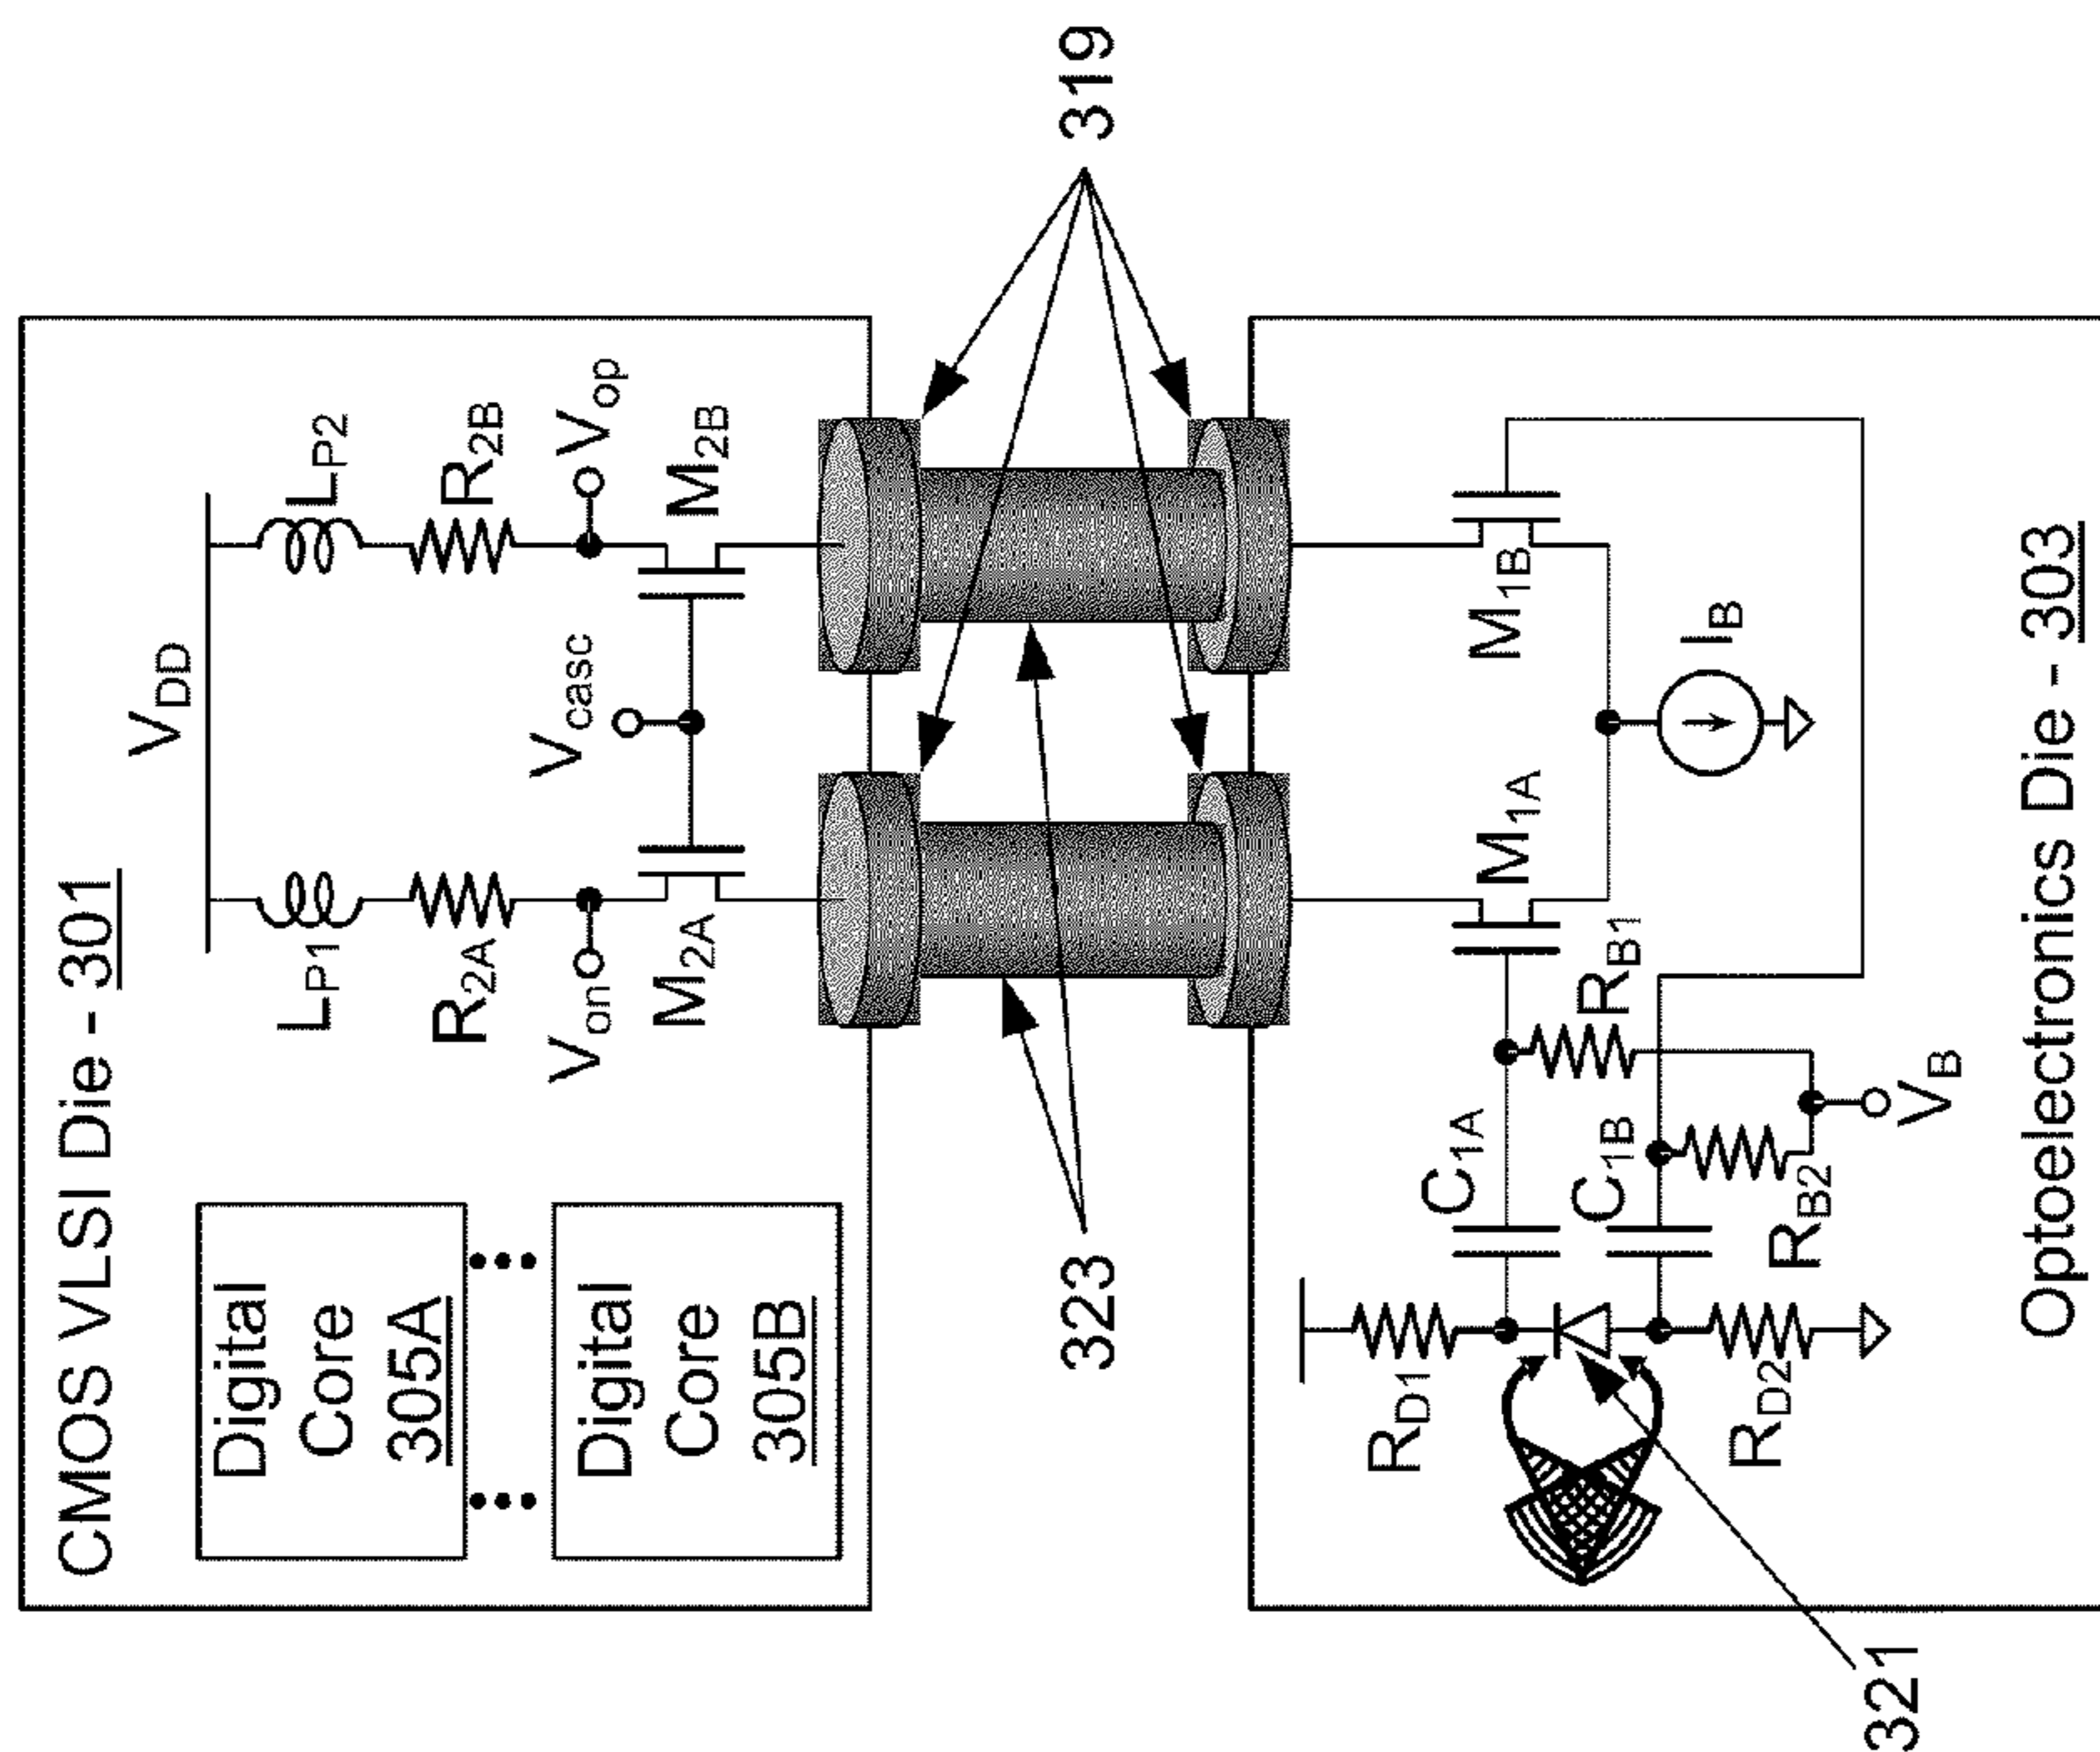 CMOS VLSI Die - 301
Digital
Core
305A
Digital
Core
305B
VDD
LP1
LP2
R2A
R2B
Von
Vop
Vcasc
M2A
M2B
319
323
M1A
M1B
IB
C1A
C1B
RB1
RB2
VB
RD1
RD2
321
Optoelectronics Die - 303